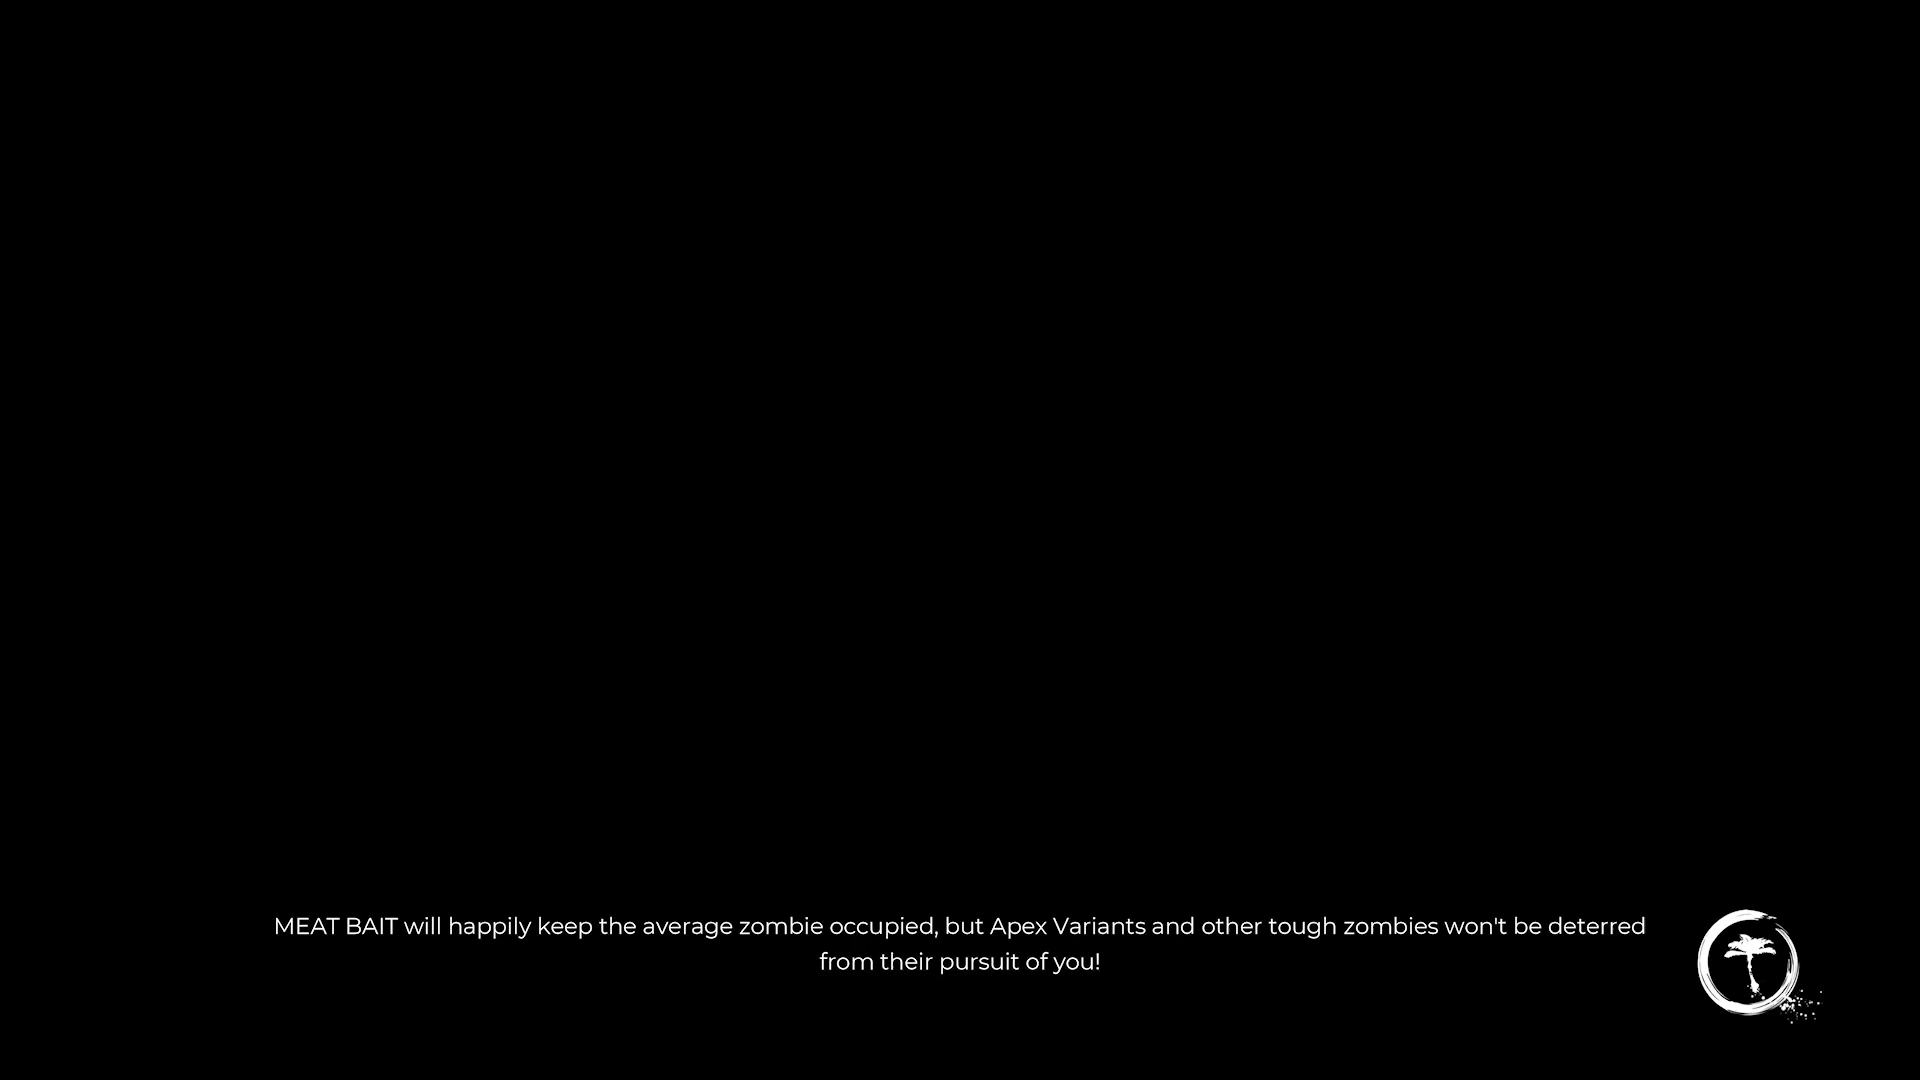 MEAT BAIT will happily keep the average zombie occupied, but Apex Variants and other tough zombies won't be deterred
from their pursuit of you!